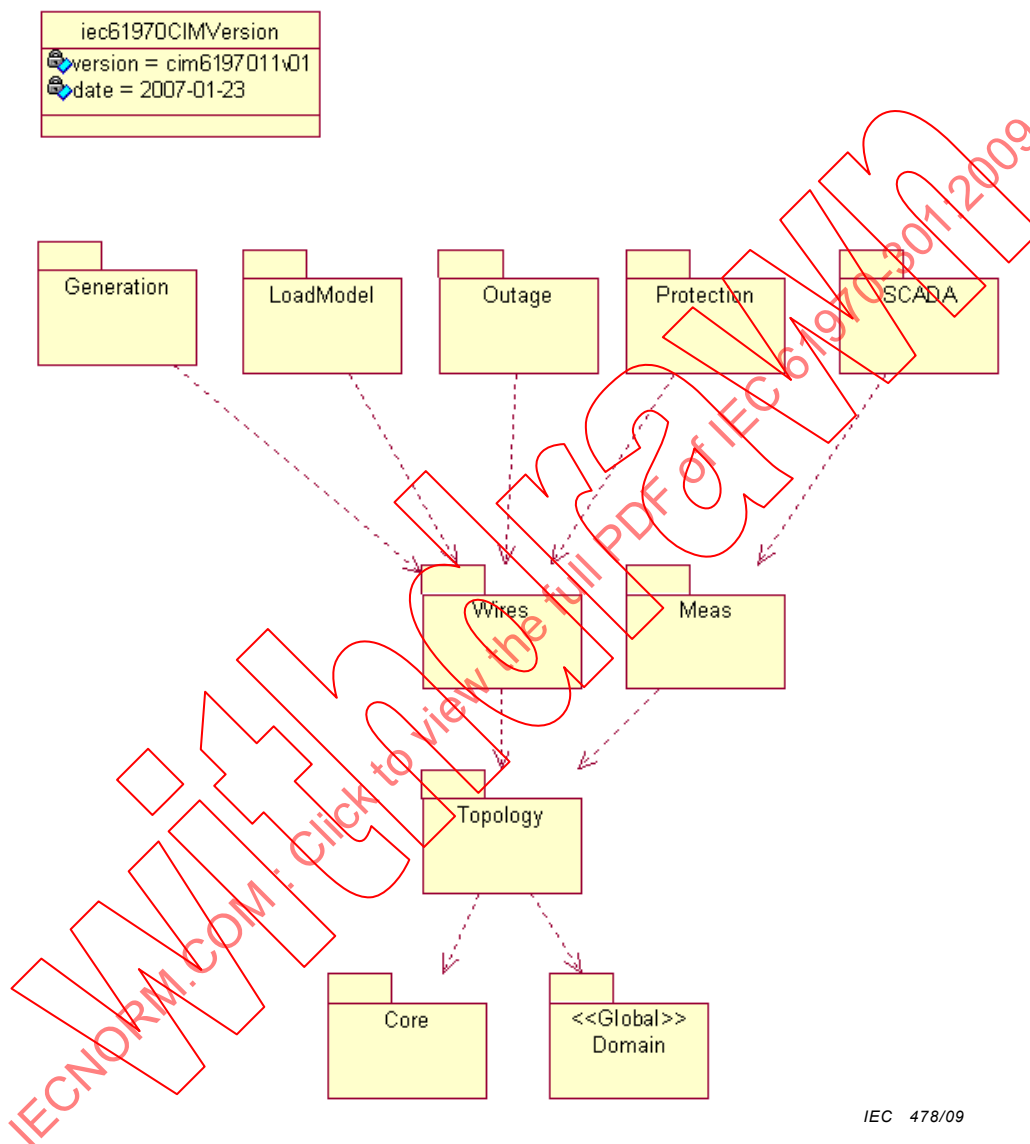 iec61970CIMVersion
version = cim6197011v01
date = 2007-01-23
Generation
LoadModel
Outage
Protection
SCADA
Wires
Meas
Topology
Core
<<Global>>
Domain
IEC 478/09
IECNORM.COM : Click to view the full PDF of IEC 61970-301:2009
Withdrawn